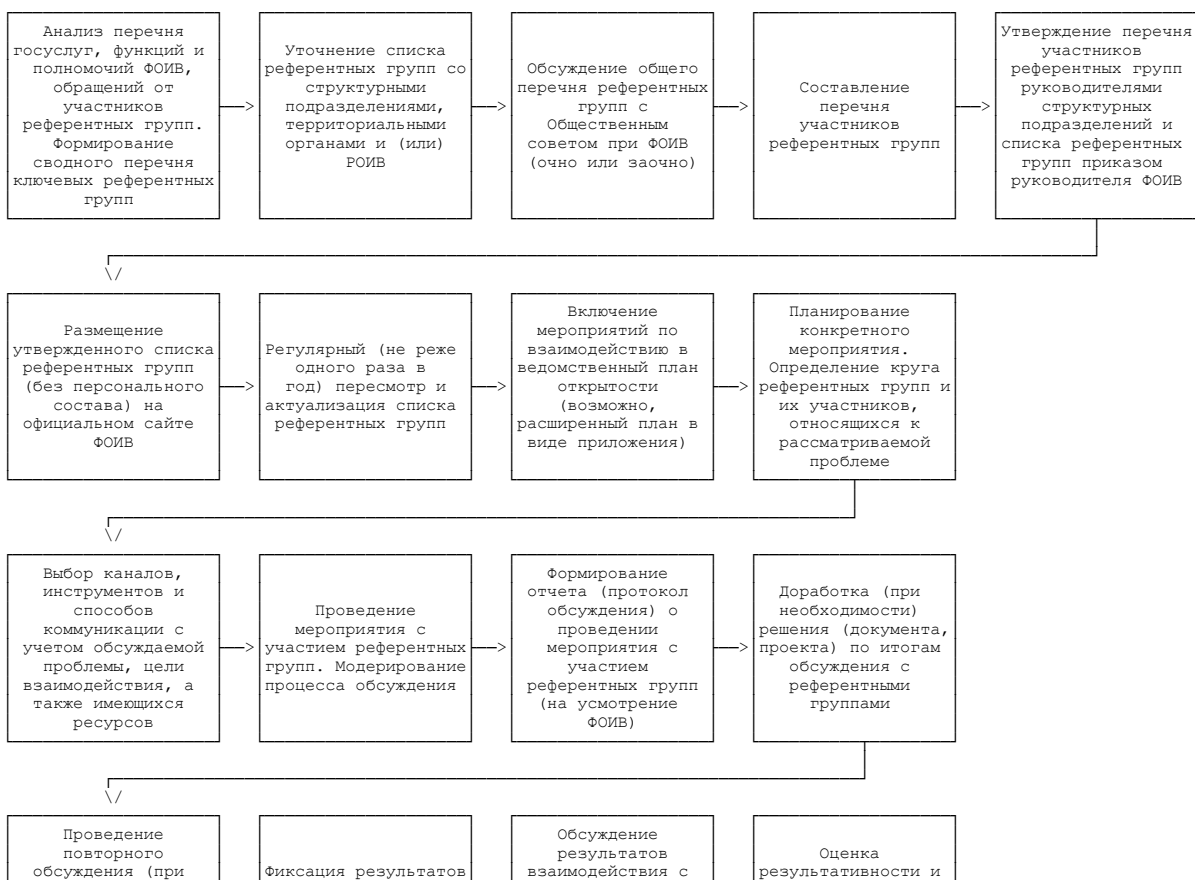 Анализ перечня
госуслуг, функций и
полномочий ФОИВ,
обращений от
участников
референтных групп.
Формирование
сводного перечня
ключевых референтных
групп
Уточнение списка
референтных групп со
структурными
подразделениями,
территориальными
органами и (или)
РОИВ
Обсуждение общего
перечня референтных
групп с
Общественным
советом при ФОИВ
(очно или заочно)
Составление
перечня
участников
референтных групп
Утверждение перечня
участников
референтных групп
руководителями
структурных
подразделений и
списка референтных
групп приказом
руководителя ФОИВ
Размещение
утвержденного списка
референтных групп
(без персонального
состава) на
официальном сайте
ФОИВ
Регулярный (не реже
одного раза в
год) пересмотр и
актуализация списка
референтных групп
Включение
мероприятий по
взаимодействию в
ведомственный план
открытости
(возможно,
расширенный план в
виде приложения)
Планирование
конкретного
мероприятия.
Определение круга
референтных групп и
их участников,
относящихся к
рассматриваемой
проблеме
Выбор каналов,
инструментов и
способов
коммуникации с
учетом обсуждаемой
проблемы, цели
взаимодействия, а
также имеющихся
ресурсов
Проведение
мероприятия с
участием референтных
групп. Модерирование
процесса обсуждения
Формирование
отчета (протокол
обсуждения) о
проведении
мероприятия с
участием
референтных групп
(на усмотрение
ФОИВ)
Доработка (при
необходимости)
решения (документа,
проекта) по итогам
обсуждения с
референтными
группами
Проведение
повторного
обсуждения (при
Фиксация результатов
Обсуждение
результатов
взаимодействия с
Оценка
результативности и